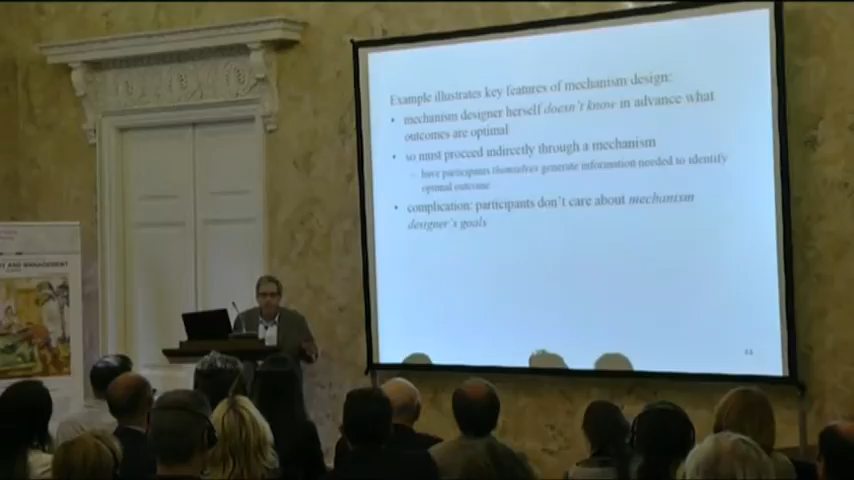 Example illustrates key features of mechanism design:
• mechanism designer herself doesn't know in advance what
outcomes are optimal
• so must proceed indirectly through a mechanism
– have participants themselves generate information needed to identify
optimal outcome
• complication: participants don't care about mechanism
designer's goals
AND MANAGEMENT